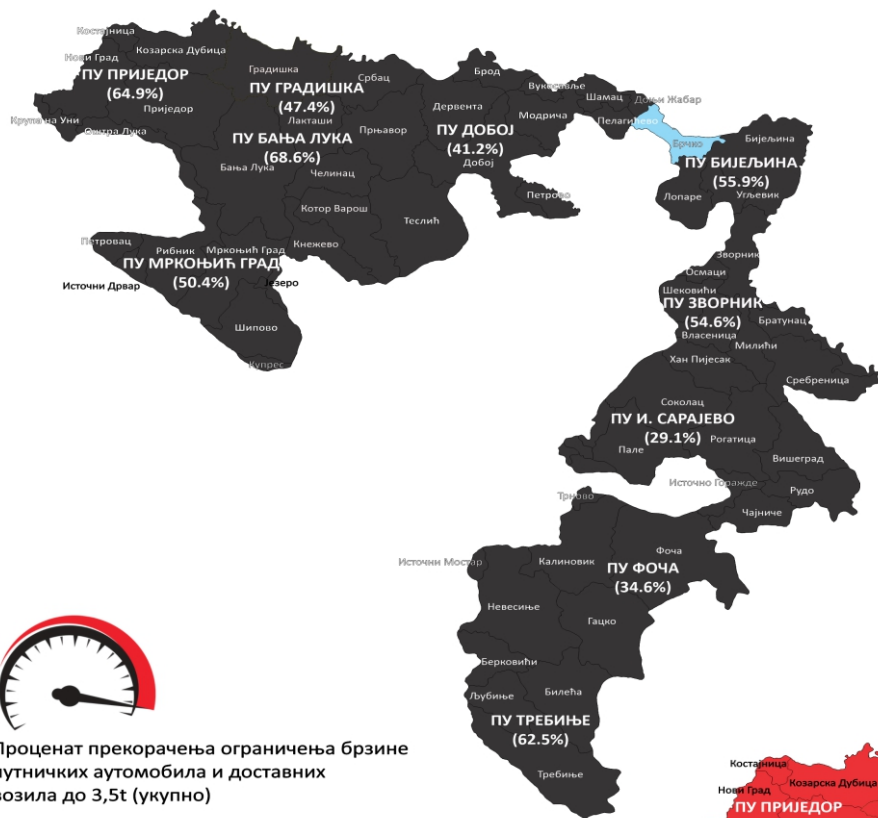 Костајница
Козарска Дубица
Нови Град
ПУ ПРИЈЕДОР
(64.9%)
Приједор
Крупа на Уни
Оштра Лука
Градишка
Србац
ПУ ГРАДИШКА
(47.4%)
Лакташи
Прњавор
ПУ БАЊА ЛУКА
(68.6%)
Бања Лука
Челинац
Котор Варош
Кнежево
Теслић
Брод
Вукосавље
Дервента
Модрича
Шамац
Пелагићево
Доњи Жабар
ПУ ДОБОЈ
(41.2%)
Добој
Петрово
Брчко
Бијељина
ПУ БИЈЕЉИНА
(55.9%)
Лопаре
Угљевик
Петровац
Рибник
Мркоњић Град
ПУ МРКОЊИЋ ГРАД
(50.4%)
Источни Дрвар
Језеро
Шипово
Купрес
Зворник
Осмаци
Шековићи
ПУ ЗВОРНИК
(54.6%)
Братунац
Власеница
Милићи
Хан Пијесак
Сребреница
Соколац
ПУ И. САРАЈЕВО
(29.1%)
Пале
Рогатица
Вишеград
Источно Горажде
Рудо
Чајниче
Трново
Фоча
Источни Мостар
Калиновик
ПУ ФОЧА
(34.6%)
Невесиње
Гацко
Берковићи
Љубиње
Билећа
ПУ ТРЕБИЊЕ
(62.5%)
Требиње
Проценат прекорачења ограничења брзине
путничких аутомобила и доставних
возила до 3,5t (укупно)
Костајница
Козарска Дубица
Нови Град
ПУ ПРИЈЕДОР